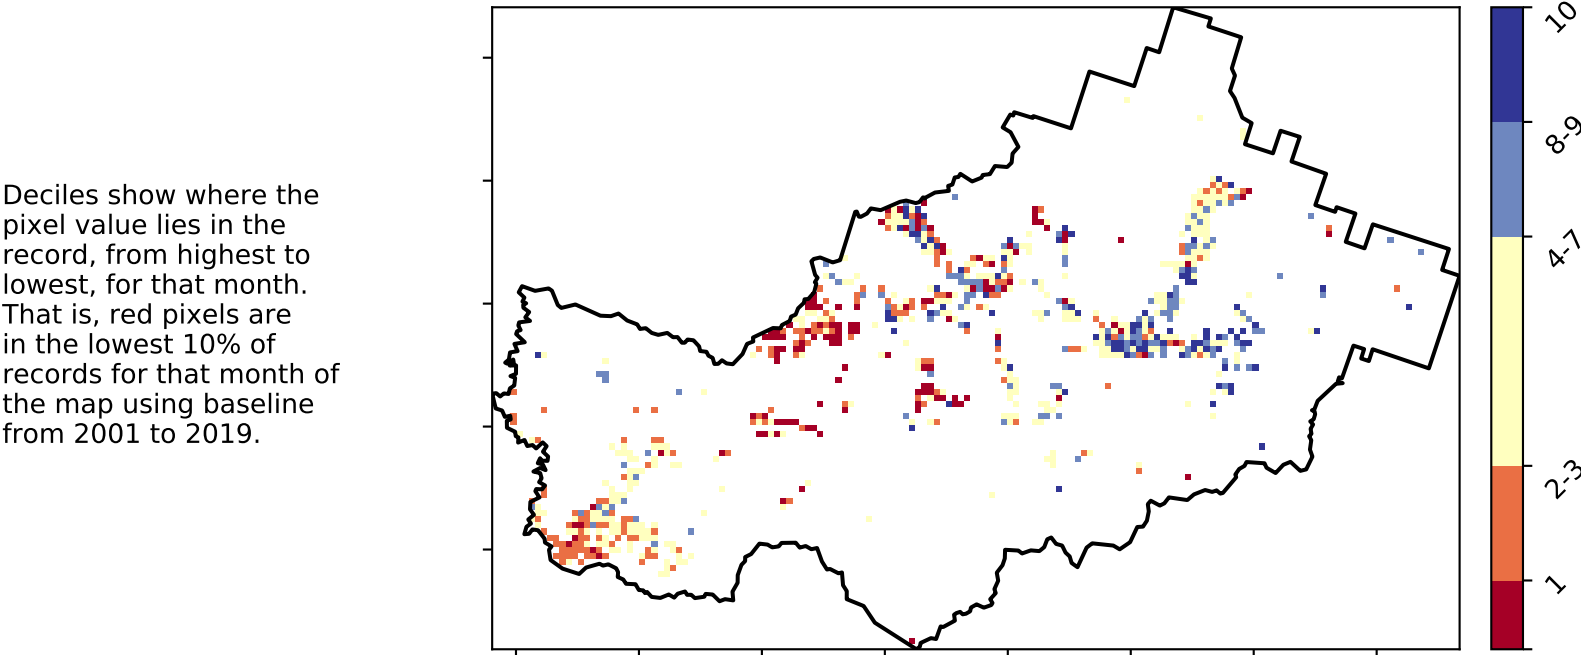 Deciles show where the
pixel value lies in the
record, from highest to
lowest, for that month.
That is, red pixels are
in the lowest 10% of
records for that month of
the map using baseline
from 2001 to 2019.
10
8-9
4-7
2-3
1